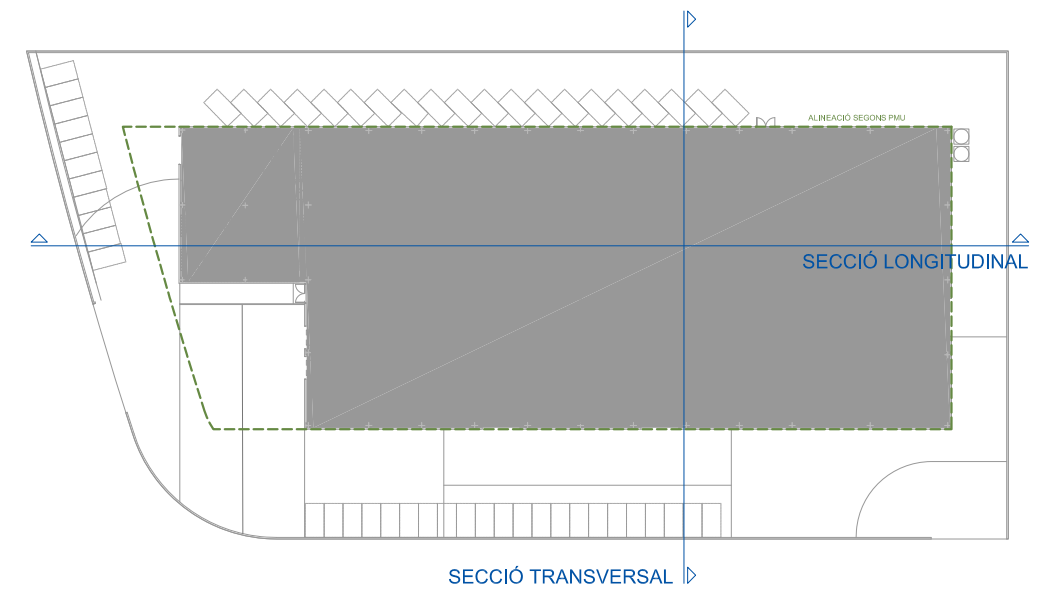 ALINEACIÓ SEGONS PMU
SECCIÓ LONGITUDINAL
SECCIÓ TRANSVERSAL